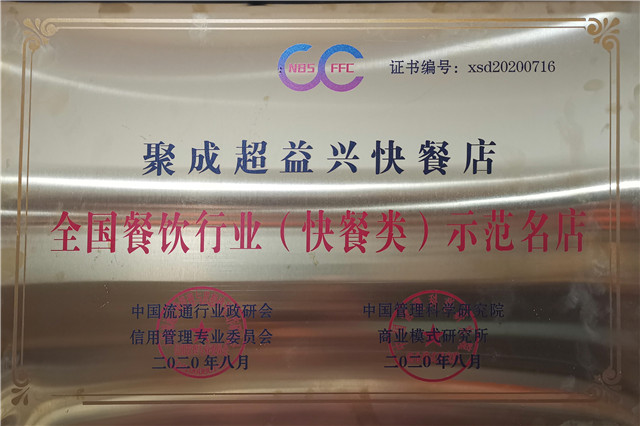 NBS FFC
证书编号：xsd20200716
聚成超益兴快餐店
全国餐饮行业（快餐类）示范名店
中国流通行业政研会
信用管理专业委员会
二〇二〇年八月
中国管理科学研究院
商业模式研究所
二〇二〇年八月